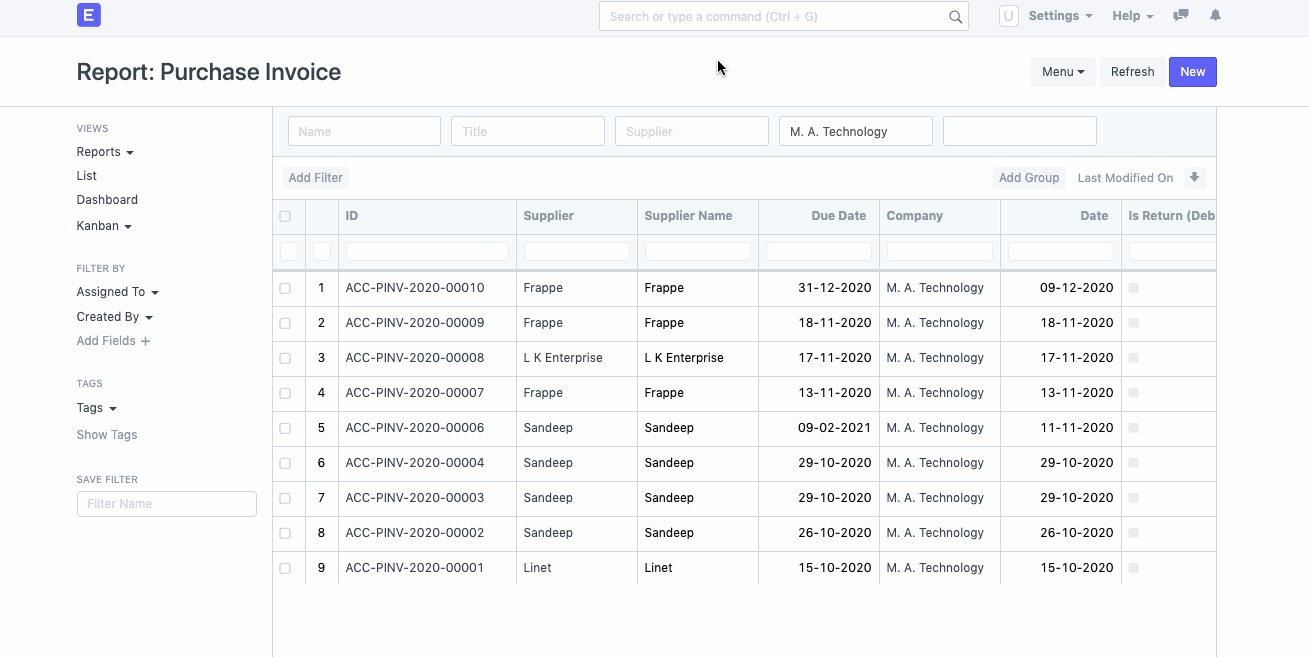 E
Search or type a command (Ctrl + G)
U Settings Help
Report: Purchase Invoice
Menu Refresh New
VIEWS
Reports
List
Dashboard
Kanban
FILTER BY
Assigned To
Created By
Add Fields +
TAGS
Tags
Show Tags
SAVE FILTER
Filter Name
Name Title Supplier M. A. Technology
Add Filter Add Group Last Modified On
ID Supplier Supplier Name Due Date Company Date Is Return (Deb
1 ACC-PINV-2020-00010 Frappe Frappe 31-12-2020 M. A. Technology 09-12-2020
2 ACC-PINV-2020-00009 Frappe Frappe 18-11-2020 M. A. Technology 18-11-2020
3 ACC-PINV-2020-00008 L K Enterprise L K Enterprise 17-11-2020 M. A. Technology 17-11-2020
4 ACC-PINV-2020-00007 Frappe Frappe 13-11-2020 M. A. Technology 13-11-2020
5 ACC-PINV-2020-00006 Sandeep Sandeep 09-02-2021 M. A. Technology 11-11-2020
6 ACC-PINV-2020-00004 Sandeep Sandeep 29-10-2020 M. A. Technology 29-10-2020
7 ACC-PINV-2020-00003 Sandeep Sandeep 29-10-2020 M. A. Technology 29-10-2020
8 ACC-PINV-2020-00002 Sandeep Sandeep 26-10-2020 M. A. Technology 26-10-2020
9 ACC-PINV-2020-00001 Linet Linet 15-10-2020 M. A. Technology 15-10-2020